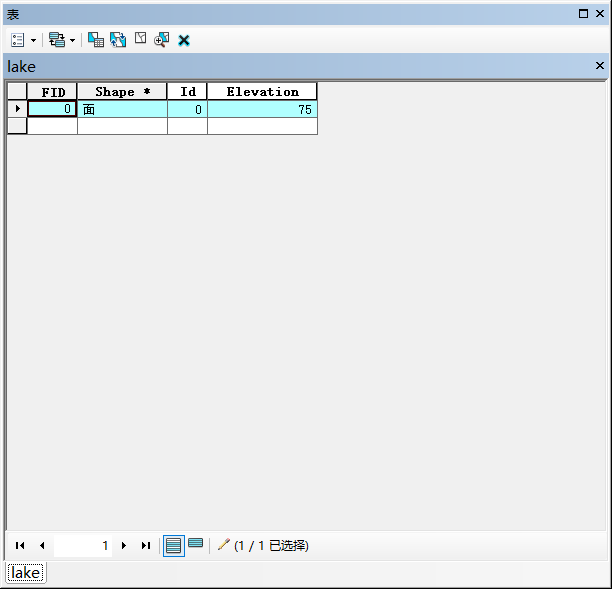 表
lake
FID Shape * Id Elevation
0 面 0 75
1 (1 / 1 已选择)
lake